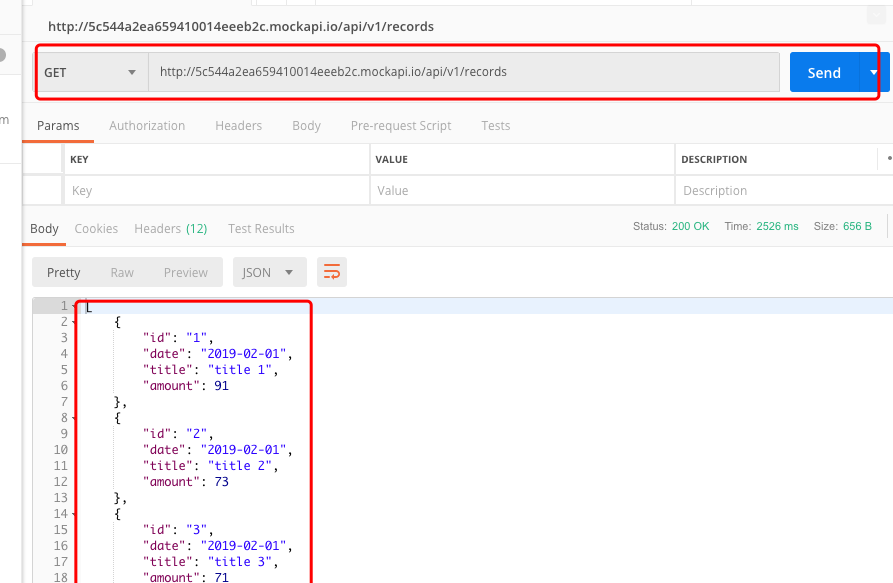 http://5c544a2ea659410014eeeb2c.mockapi.io/api/v1/records
GET http://5c544a2ea659410014eeeb2c.mockapi.io/api/v1/records Send
m
Params Authorization Headers Body Pre-request Script Tests
KEY VALUE DESCRIPTION
Key Value Description
Body Cookies Headers (12) Test Results Status: 200 OK Time: 2526 ms Size: 656 B
Pretty Raw Preview JSON
1 [
2 {
3 "id": "1",
4 "date": "2019-02-01",
5 "title": "title 1",
6 "amount": 91
7 },
8 {
9 "id": "2",
10 "date": "2019-02-01",
11 "title": "title 2",
12 "amount": 73
13 },
14 {
15 "id": "3",
16 "date": "2019-02-01",
17 "title": "title 3",
18 "amount": 71